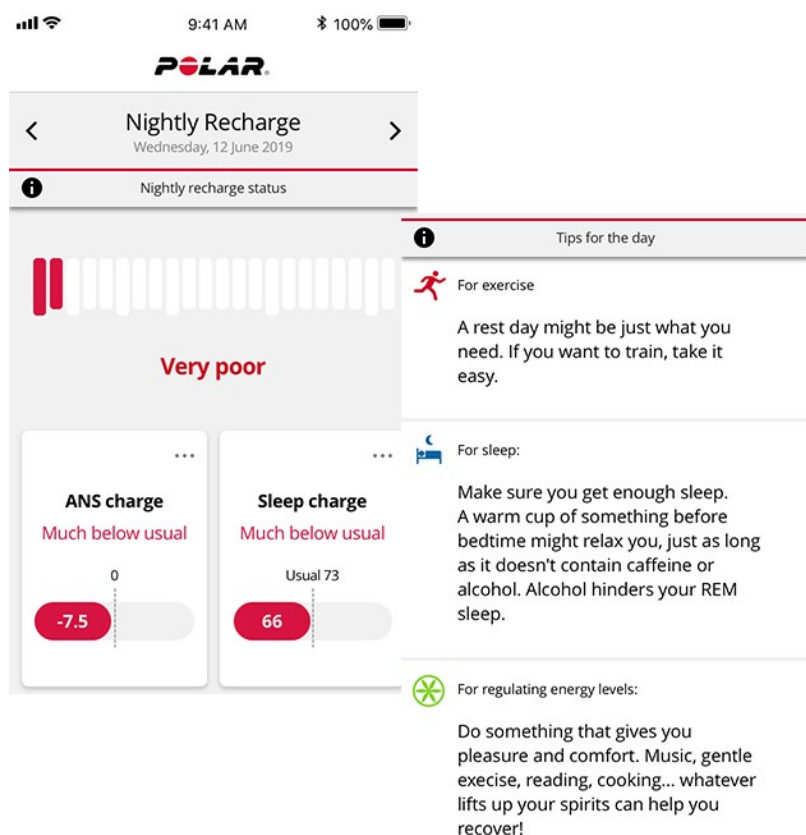 9:41 AM
100%
POLAR.
Nightly Recharge
Wednesday, 12 June 2019
Nightly recharge status
Very poor
ANS charge
Much below usual
0
-7.5
Sleep charge
Much below usual
Usual 73
66
Tips for the day
For exercise
A rest day might be just what you
need. If you want to train, take it
easy.
For sleep:
Make sure you get enough sleep.
A warm cup of something before
bedtime might relax you, just as long
as it doesn't contain caffeine or
alcohol. Alcohol hinders your REM
sleep.
For regulating energy levels:
Do something that gives you
pleasure and comfort. Music, gentle
execise, reading, cooking... whatever
lifts up your spirits can help you
recover!